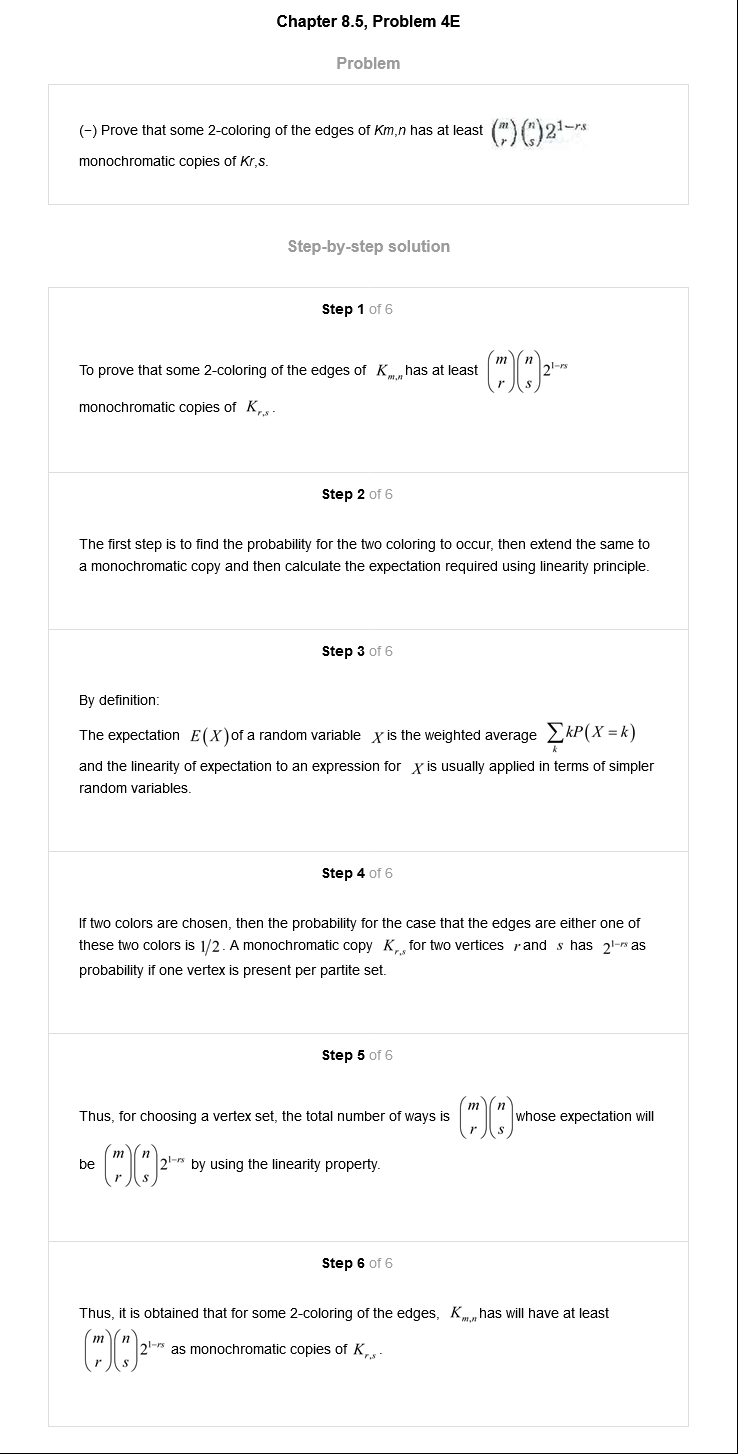 Chapter 8.5, Problem 4E
Problem
(−) Prove that some 2-coloring of the edges of Km,n has at least (m r)(n s)2^{1−rs}
monochromatic copies of Kr,s.
Step-by-step solution
Step 1 of 6
To prove that some 2-coloring of the edges of K_{m,n} has at least (m r)(n s)2^{1−rs}
monochromatic copies of K_{r,s}.
Step 2 of 6
The first step is to find the probability for the two coloring to occur, then extend the same to
a monochromatic copy and then calculate the expectation required using linearity principle.
Step 3 of 6
By definition:
The expectation E(X) of a random variable X is the weighted average ∑_k kP(X = k)
and the linearity of expectation to an expression for X is usually applied in terms of simpler
random variables.
Step 4 of 6
If two colors are chosen, then the probability for the case that the edges are either one of
these two colors is 1/2. A monochromatic copy K_{r,s} for two vertices r and s has 2^{1−rs} as
probability if one vertex is present per partite set.
Step 5 of 6
Thus, for choosing a vertex set, the total number of ways is (m r)(n s) whose expectation will
be (m r)(n s)2^{1−rs} by using the linearity property.
Step 6 of 6
Thus, it is obtained that for some 2-coloring of the edges, K_{m,n} has will have at least
(m r)(n s)2^{1−rs} as monochromatic copies of K_{r,s}.